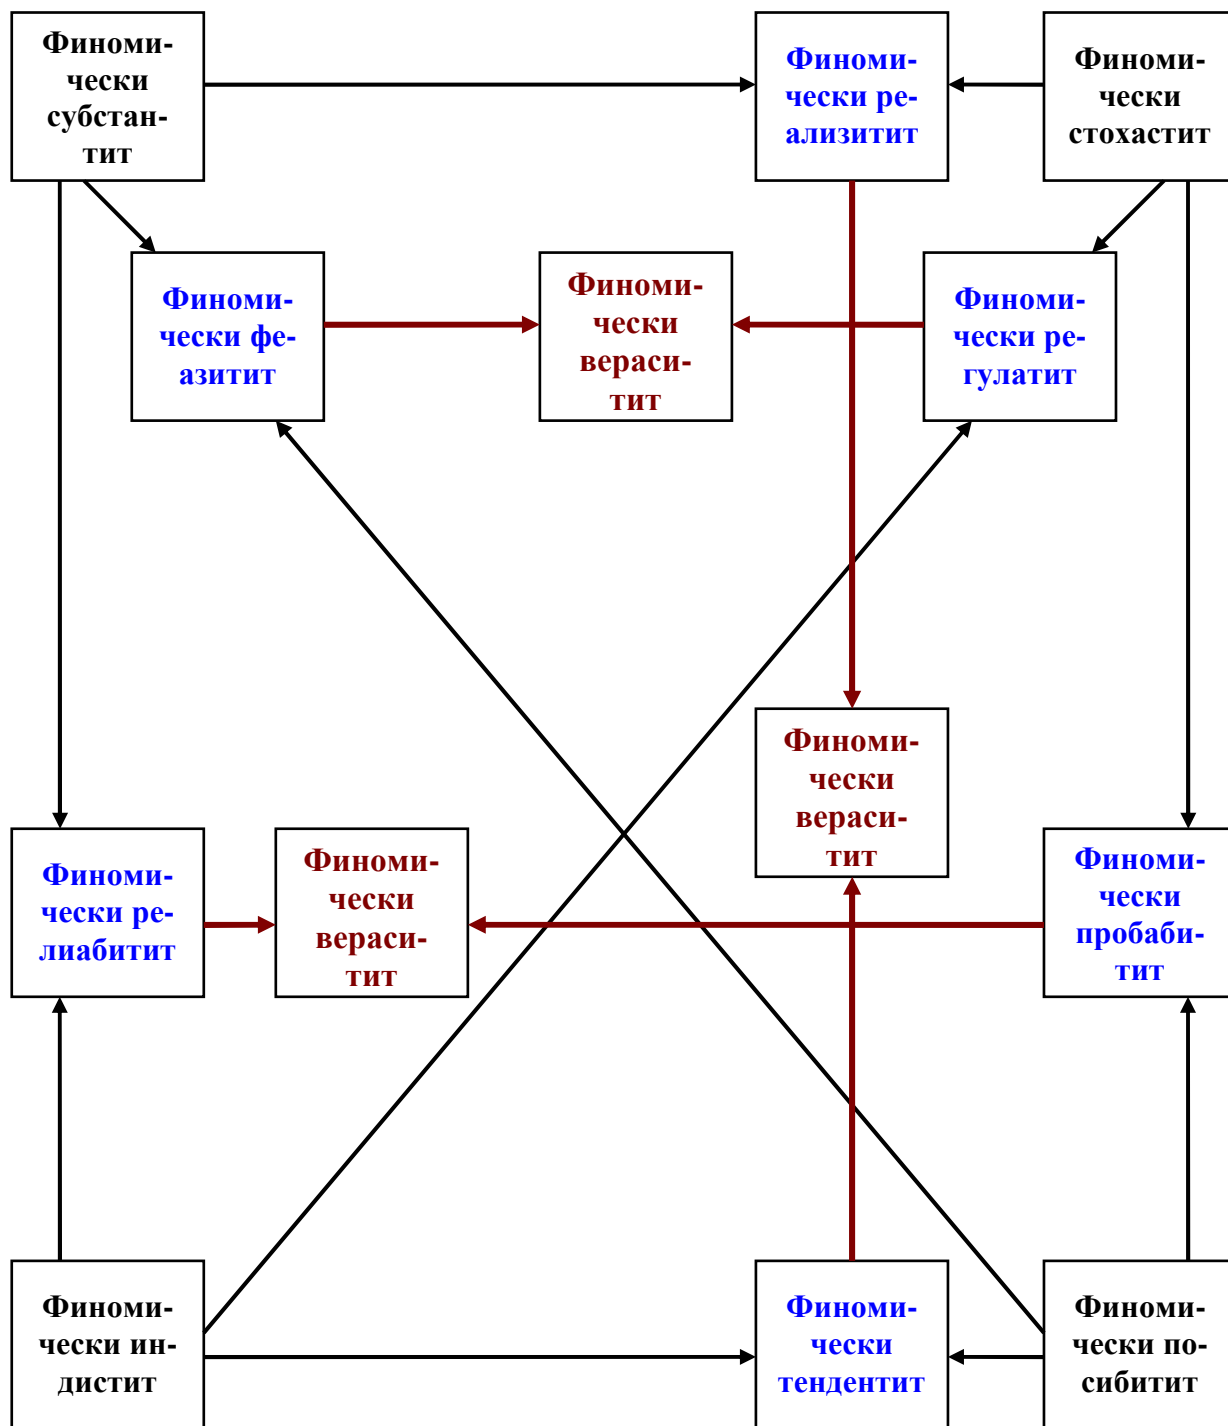 Финоми-
чески
субстан-
тит
Финоми-
чески ре-
ализитит
Финоми-
чески
стохастит
Финоми-
чески фе-
азитит
Финоми-
чески
вераси-
тит
Финоми-
чески ре-
гулатит
Финоми-
чески
вераси-
тит
Финоми-
чески ре-
лиабитит
Финоми-
чески
вераси-
тит
Финоми-
чески
пробаби-
тит
Финоми-
чески ин-
дистит
Финоми-
чески
тендентит
Финоми-
чески по-
сибитит